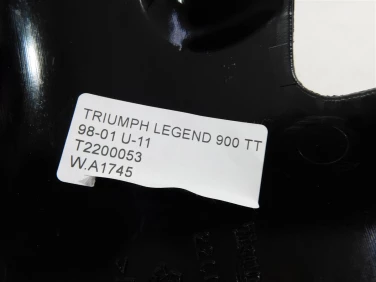 TRIUMPH LEGEND 900 TT
98-01 U-11
T2200053
W.A1745